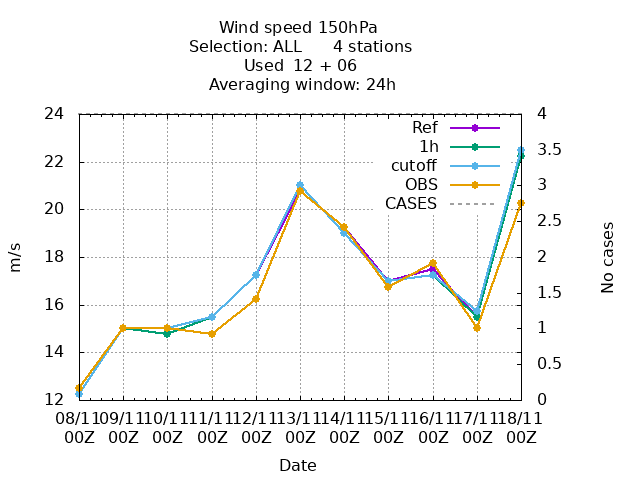 Wind speed 150hPa
Selection: ALL      4 stations
Used  12 + 06
Averaging window: 24h
24
22
20
18
16
14
12
m/s
4
3.5
3
2.5
2
1.5
1
0.5
0
No cases
Ref
1h
cutoff
OBS
CASES
08/11 09/11 10/11 11/11 12/11 13/11 14/11 15/11 16/11 17/11 18/11
00Z 00Z 00Z 00Z 00Z 00Z 00Z 00Z 00Z 00Z 00Z
Date